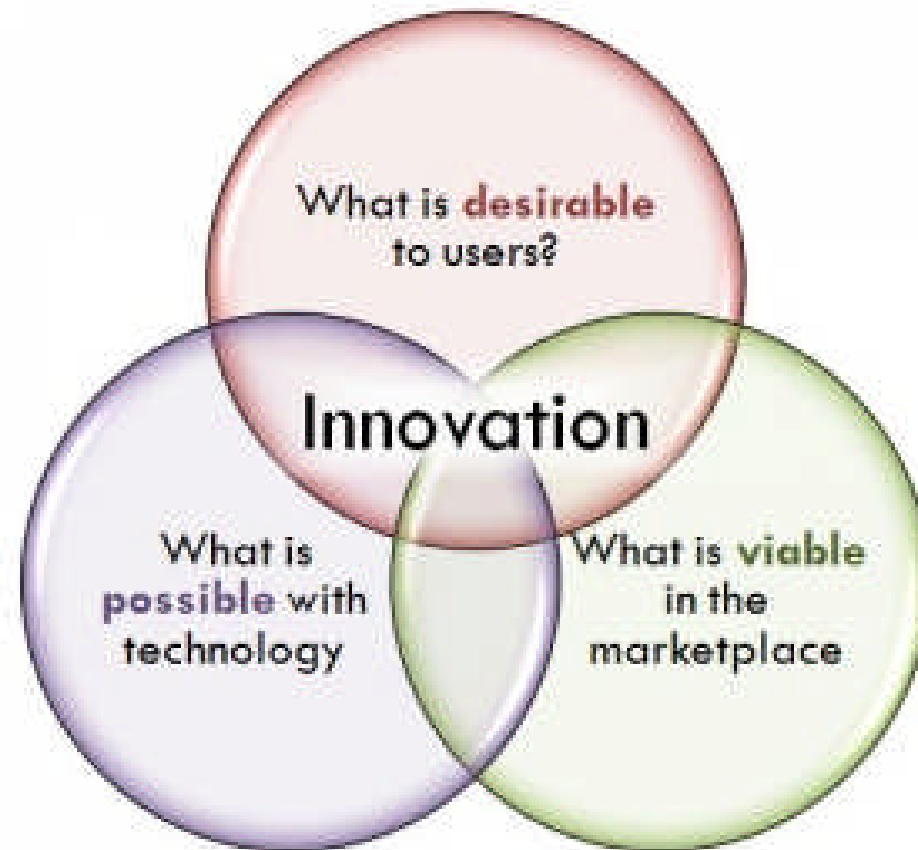 What is desirable
to users?
Innovation
What is
possible with
technology
What is viable
in the
marketplace